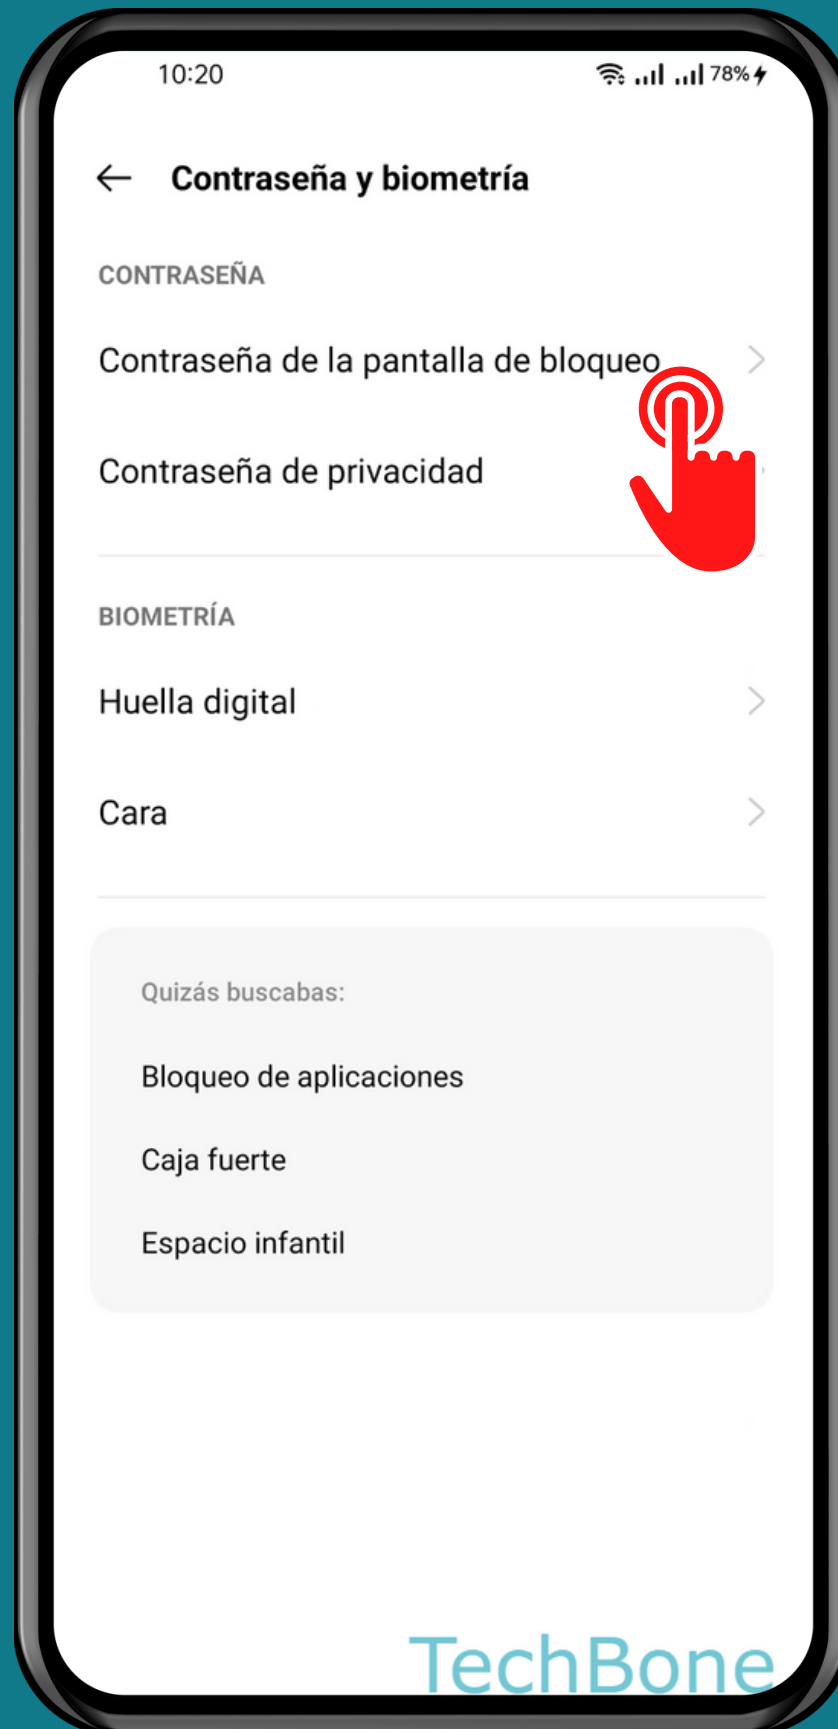 10:20 78%
Contraseña y biometría
CONTRASEÑA
Contraseña de la pantalla de bloqueo
Contraseña de privacidad
BIOMETRÍA
Huella digital
Cara
Quizás buscabas:
Bloqueo de aplicaciones
Caja fuerte
Espacio infantil
TechBone